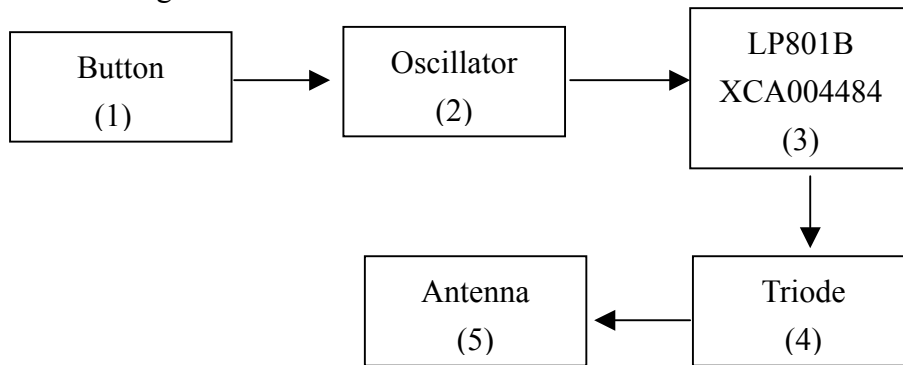 Button
(1)
Oscillator
(2)
LP801B
XCA004484
(3)
Antenna
(5)
Triode
(4)